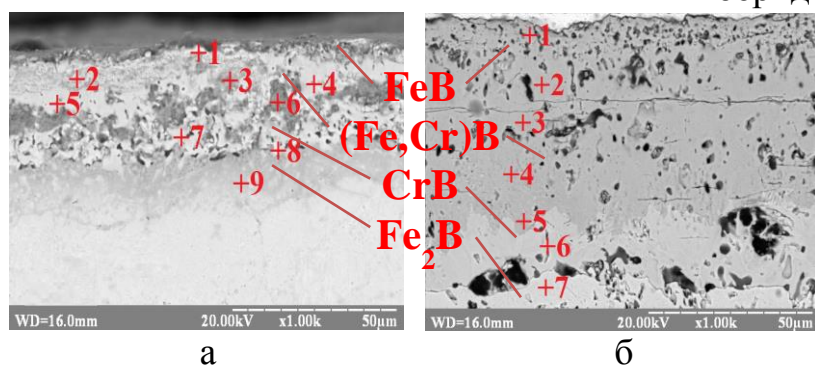 +1
+2
+3
+4
+5
+6
+7
+8
+9
FeB
(Fe,Cr)B
CrB
Fe₂B
+1
+2
+3
+4
+5
+6
+7
WD=16.0mm 20.00kV x1.00k 50µm
WD=16.0mm 20.00kV x1.00k 50µm
а
б